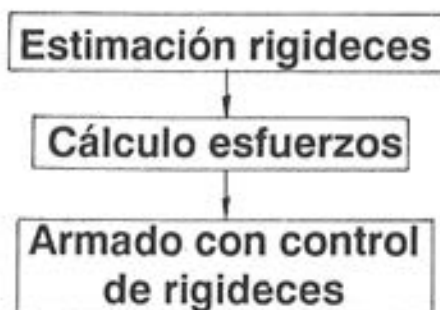 Estimación rigideces
Cálculo esfuerzos
Armado con control
de rigideces